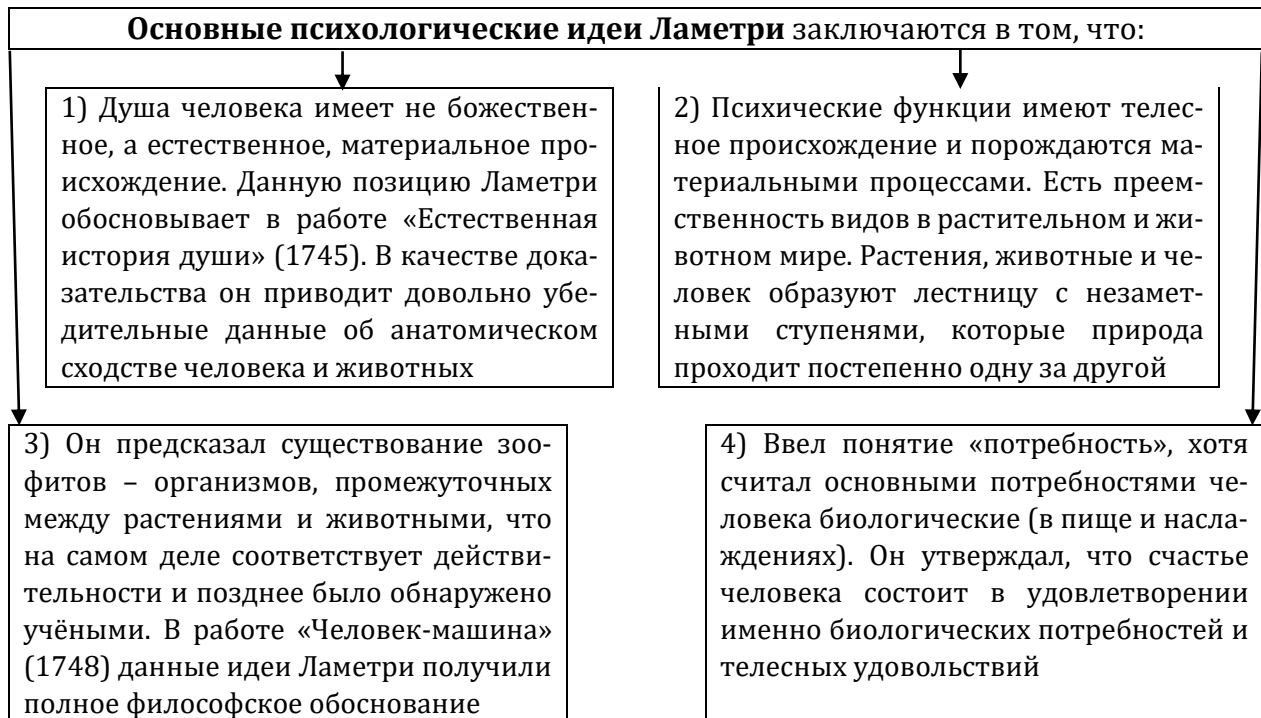 Основные психологические идеи Ламетри заключаются в том, что:
1) Душа человека имеет не божествен-
ное, а естественное, материальное про-
исхождение. Данную позицию Ламетри
обосновывает в работе «Естественная
история души» (1745). В качестве дока-
зательства он приводит довольно убе-
дительные данные об анатомическом
сходстве человека и животных
2) Психические функции имеют телес-
ное происхождение и порождаются ма-
териальными процессами. Есть преем-
ственность видов в растительном и жи-
вотном мире. Растения, животные и че-
ловек образуют лестницу с незамет-
ными ступенями, которые природа
проходит постепенно одну за другой
3) Он предсказал существование зоо-
фитов – организмов, промежуточных
между растениями и животными, что
на самом деле соответствует действи-
тельности и позднее было обнаружено
учёными. В работе «Человек-машина»
(1748) данные идеи Ламетри получили
полное философское обоснование
4) Ввел понятие «потребность», хотя
считал основными потребностями че-
ловека биологические (в пище и насла-
ждениях). Он утверждал, что счастье
человека состоит в удовлетворении
именно биологических потребностей и
телесных удовольствий